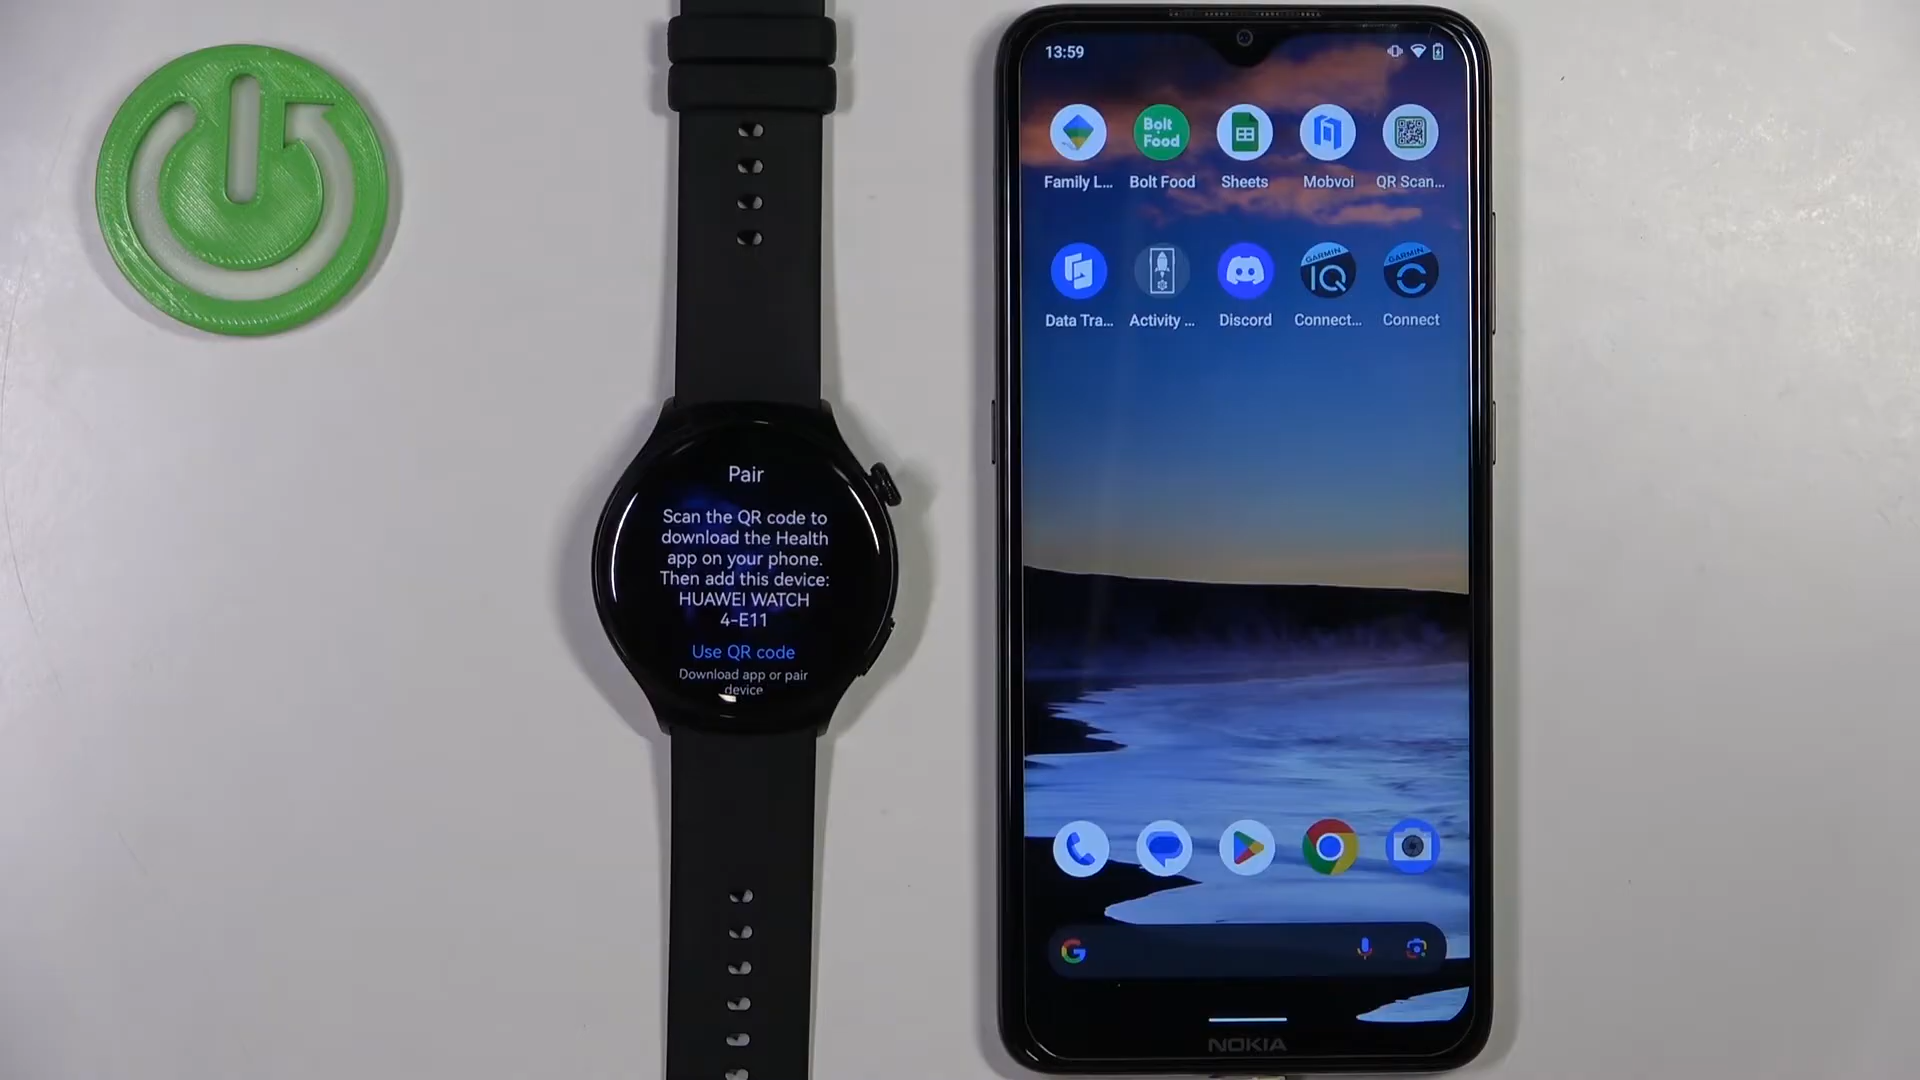 Pair
Scan the QR code to
download the Health
app on your phone.
Then add this device:
HUAWEI WATCH
4-E11
Use QR code
Download app or pair
device
13:59
Bolt
Food
Family L...
Bolt Food
Sheets
Mobvoi
QR Scan...
GARMIN
IQ
GARMIN
Data Tra...
Activity ...
Discord
Connect...
Connect
NOKIA